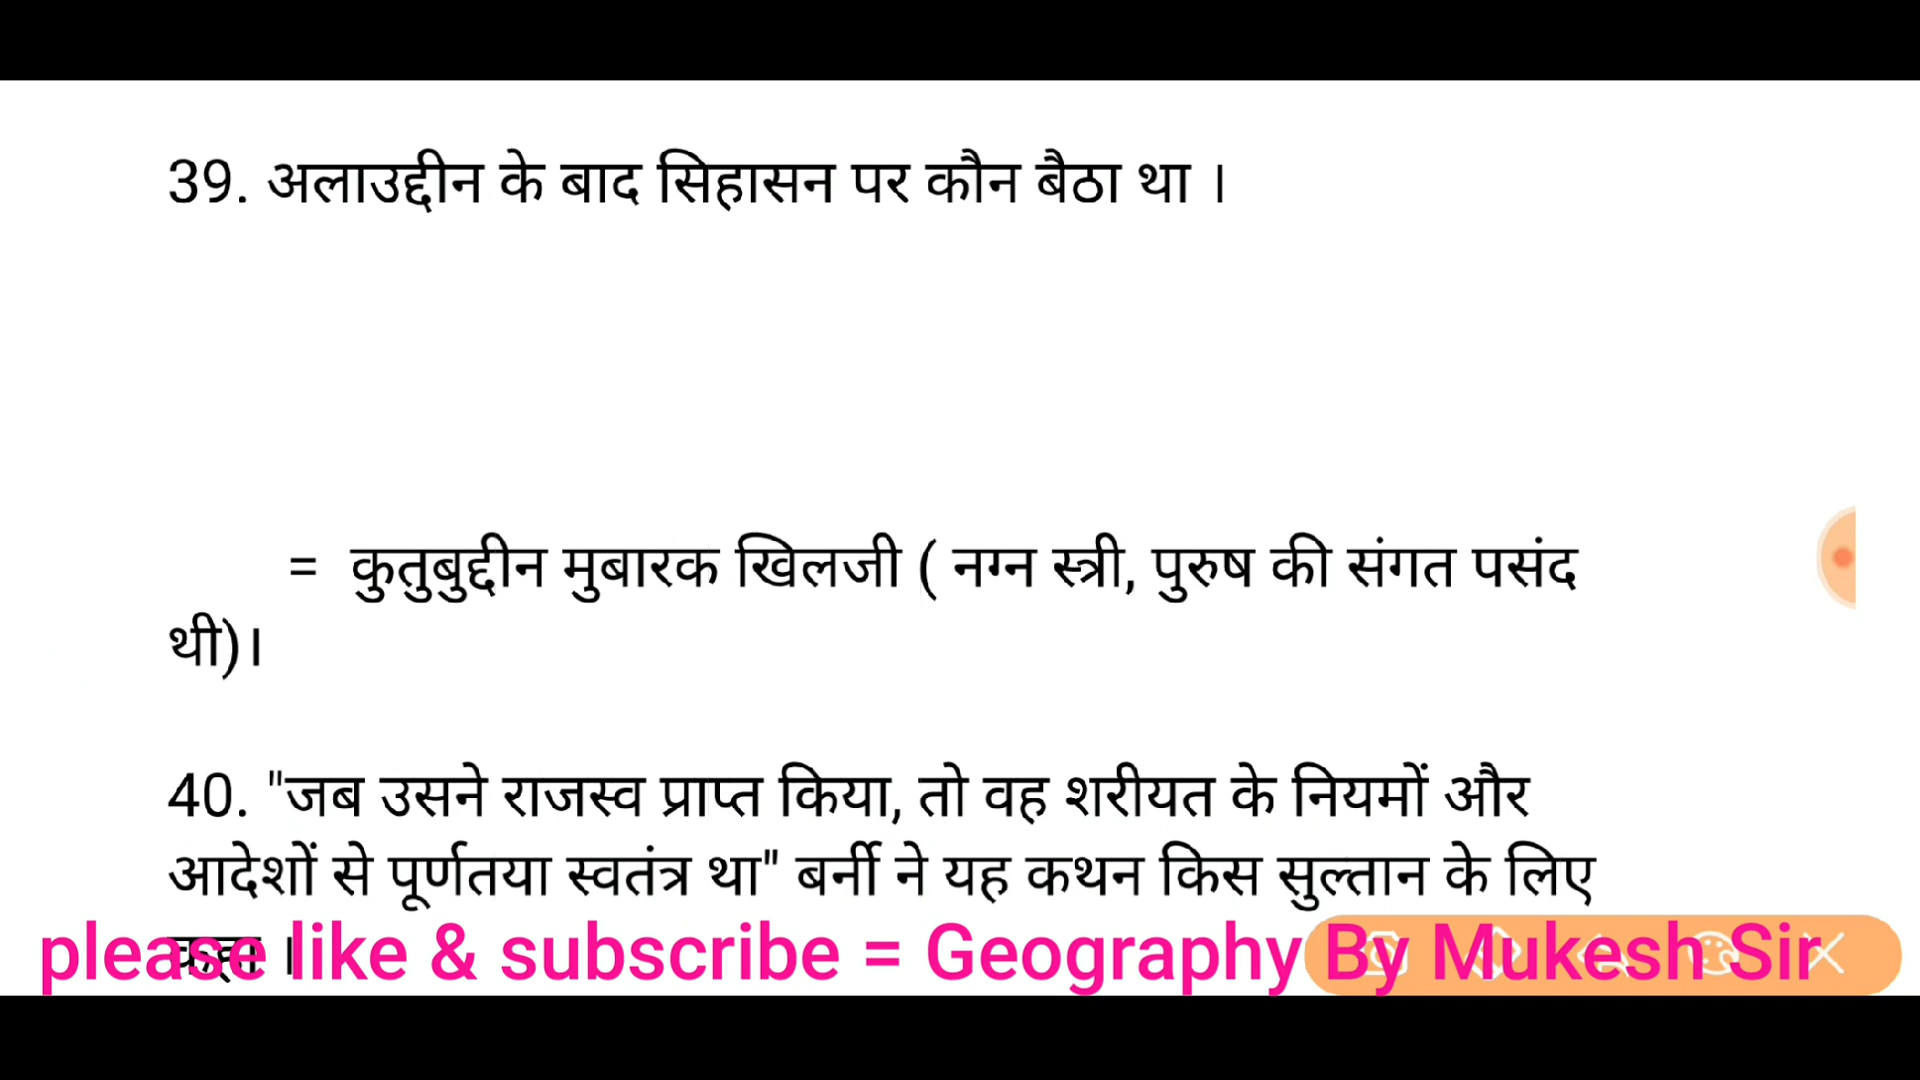 39. अलाउद्दीन के बाद सिहासन पर कौन बैठा था ।
= कुतुबुद्दीन मुबारक खिलजी ( नग्न स्त्री, पुरुष की संगत पसंद
थी)।
40. "जब उसने राजस्व प्राप्त किया, तो वह शरीयत के नियमों और
आदेशों से पूर्णतया स्वतंत्र था" बर्नी ने यह कथन किस सुल्तान के लिए
please like & subscribe = Geography By Mukesh Sir